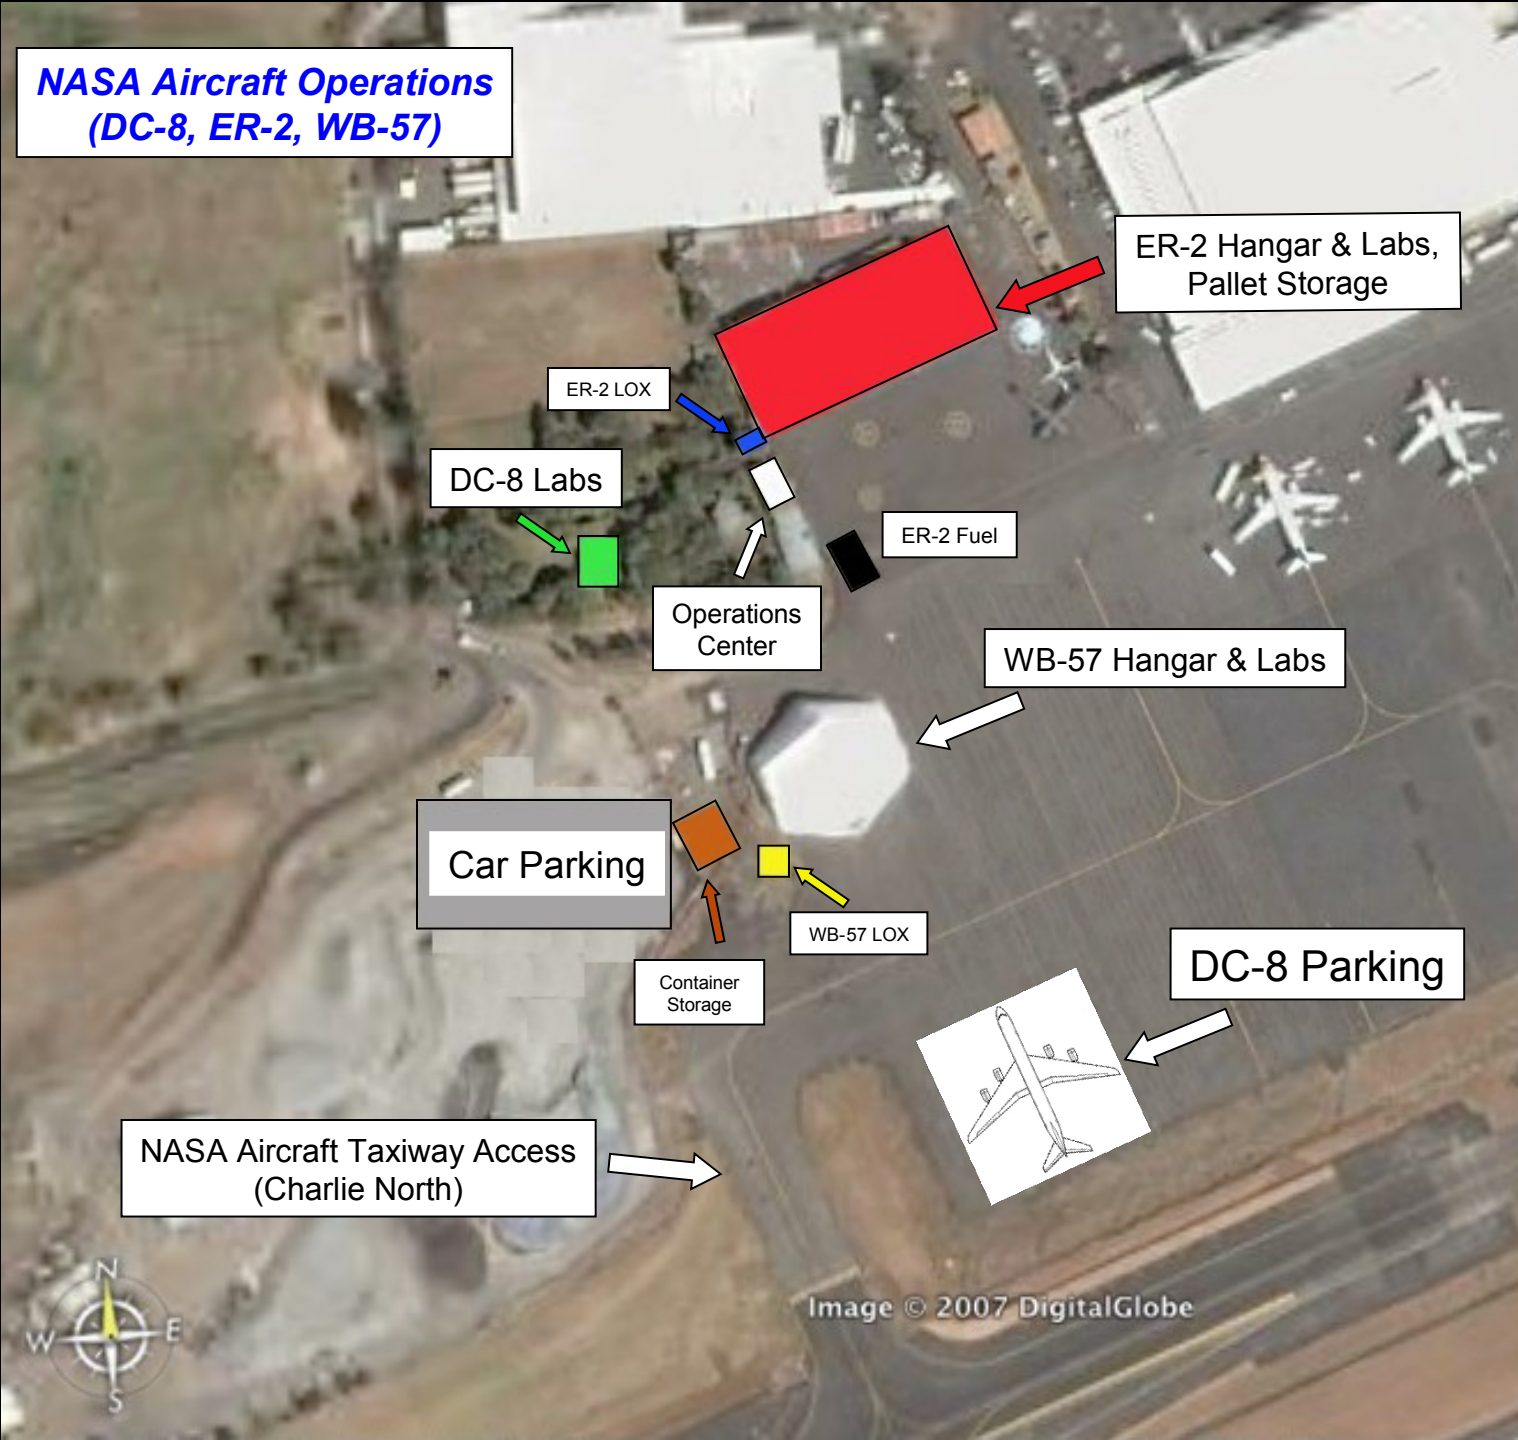 NASA Aircraft Operations
(DC-8, ER-2, WB-57)
ER-2 Hangar & Labs,
Pallet Storage
ER-2 LOX
DC-8 Labs
ER-2 Fuel
Operations
Center
WB-57 Hangar & Labs
Car Parking
WB-57 LOX
Container
Storage
DC-8 Parking
NASA Aircraft Taxiway Access
(Charlie North)
N
W
E
S
Image © 2007 DigitalGlobe